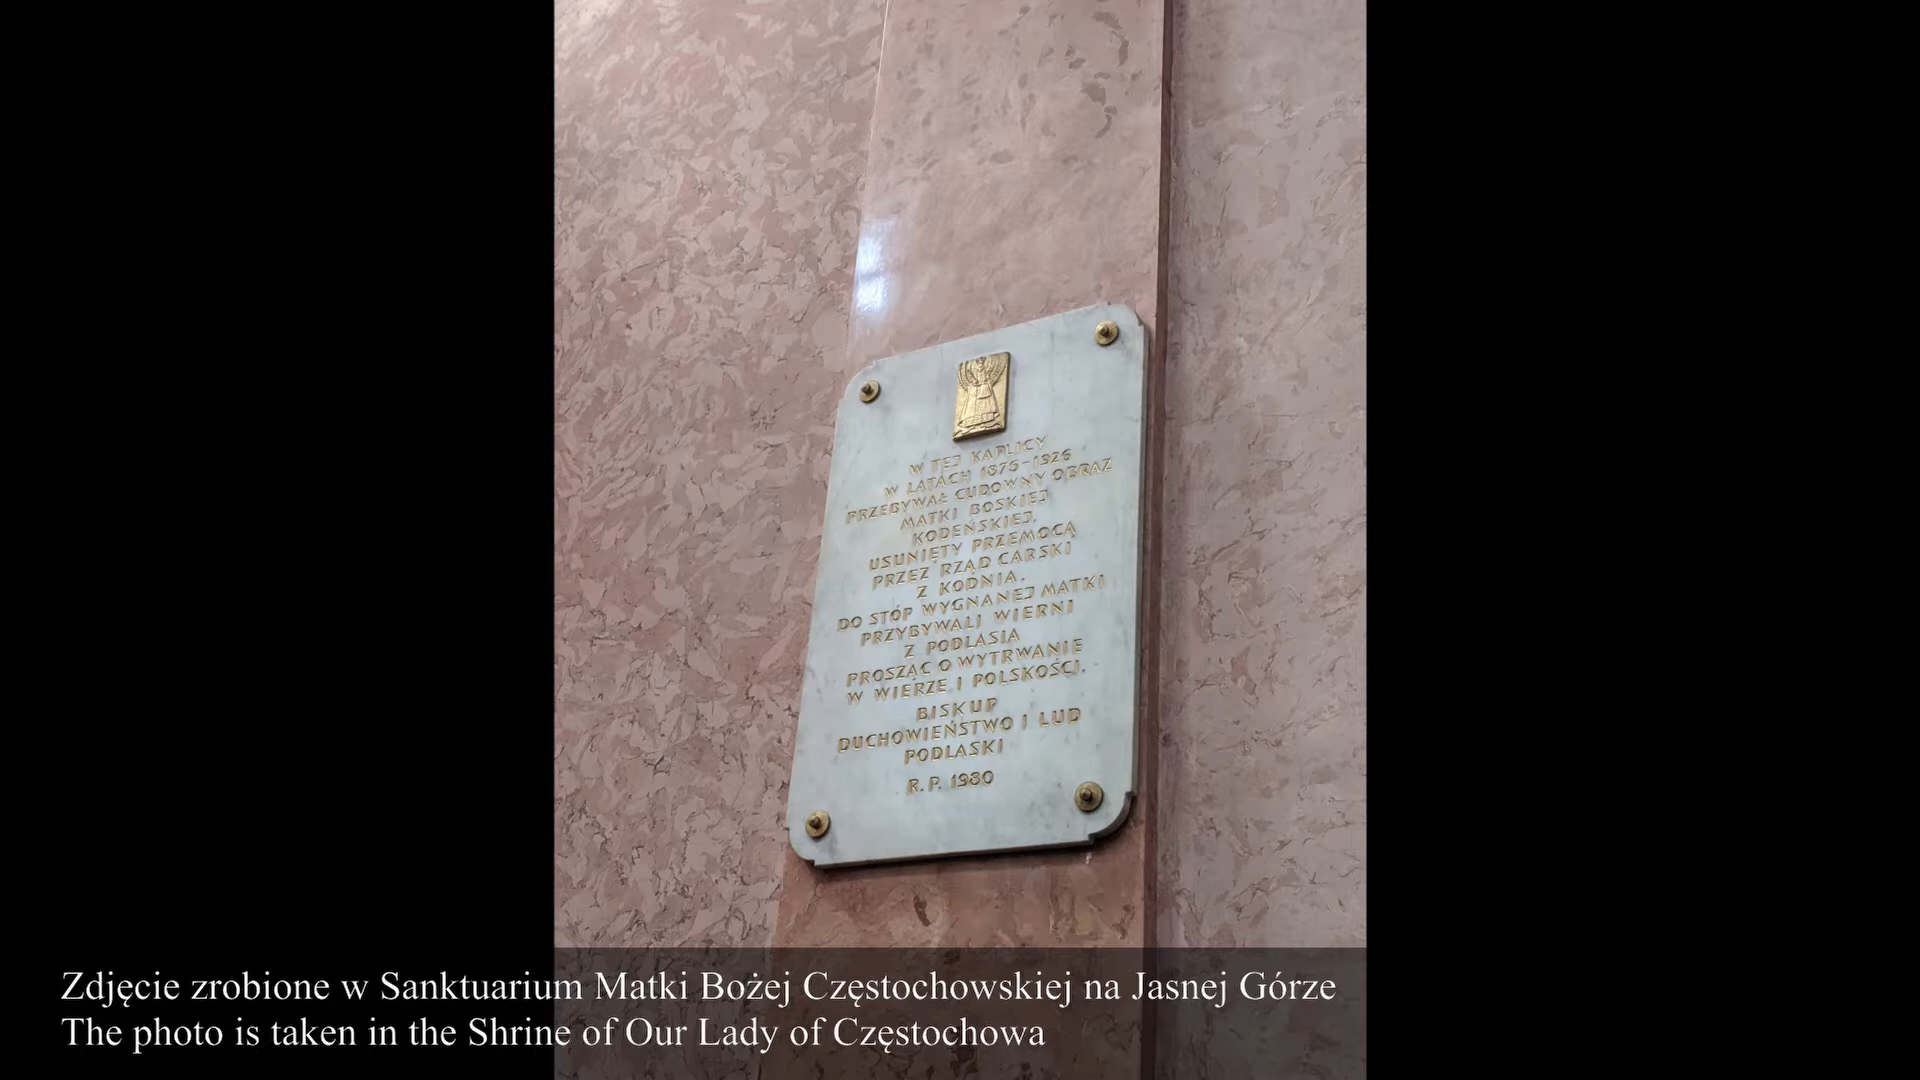 W TEJ KAPLICY
W LATACH 1875-1926
PRZEBYWAŁ CUDOWNY OBRAZ
MATKI BOSKIEJ
KODEŃSKIEJ,
USUNIĘTY PRZEMOCĄ
PRZEZ RZĄD CARSKI
Z KODNIA.
DO STÓP WYGNANEJ MATKI
PRZYBYWALI WIERNI
Z PODLASIA
PROSZĄC O WYTRWANIE
W WIERZE I POLSKOŚCI.
BISKUP
DUCHOWIEŃSTWO I LUD
PODLASKI
R.P. 1980
Zdjęcie zrobione w Sanktuarium Matki Bożej Częstochowskiej na Jasnej Górze
The photo is taken in the Shrine of Our Lady of Częstochowa